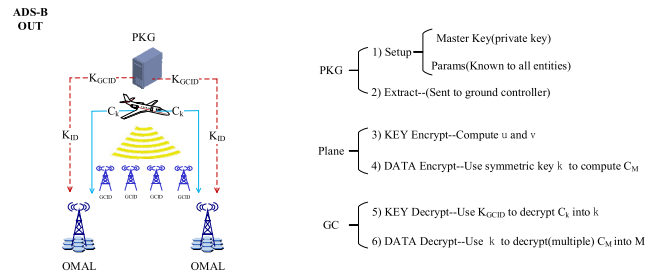 ADS-B
OUT
PKG
K_GCID K_GCID
C_k C_k
K_ID K_ID
GCID GCID GCID GCID
OMAL OMAL
PKG
1) Setup
Master Key(private key)
Params(Known to all entities)
2) Extract--(Sent to ground controller)
Plane
3) KEY Encrypt--Compute u and v
4) DATA Encrypt--Use symmetric key k to compute C_M
GC
5) KEY Decrypt--Use K_GCID to decrypt C_k into k
6) DATA Decrypt--Use k to decrypt(multiple) C_M into M